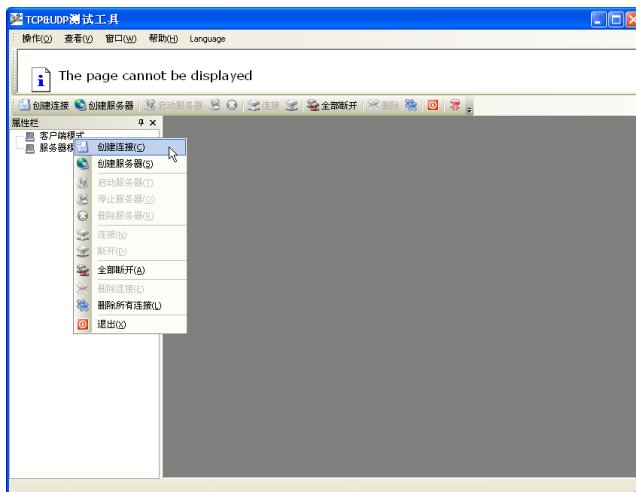 TCP&UDP测试工具
操作(O) 查看(V) 窗口(W) 帮助(H) Language
The page cannot be displayed
创建连接 创建服务器 启动服务器 连接 全部断开 删除
属性栏
客户端模式
服务器模
创建连接(C)
创建服务器(S)
启动服务器(T)
停止服务器(O)
删除服务器(R)
连接(N)
断开(D)
全部断开(A)
删除连接(E)
删除所有连接(L)
退出(X)